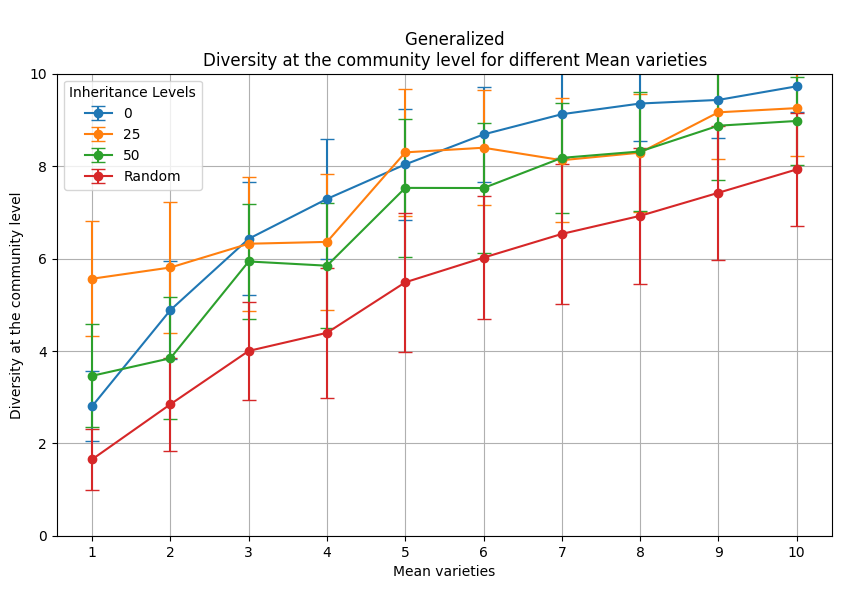 Generalized
Diversity at the community level for different Mean varieties
Inheritance Levels
0
25
50
Random
Diversity at the community level
10
8
6
4
2
0
1 2 3 4 5 6 7 8 9 10
Mean varieties